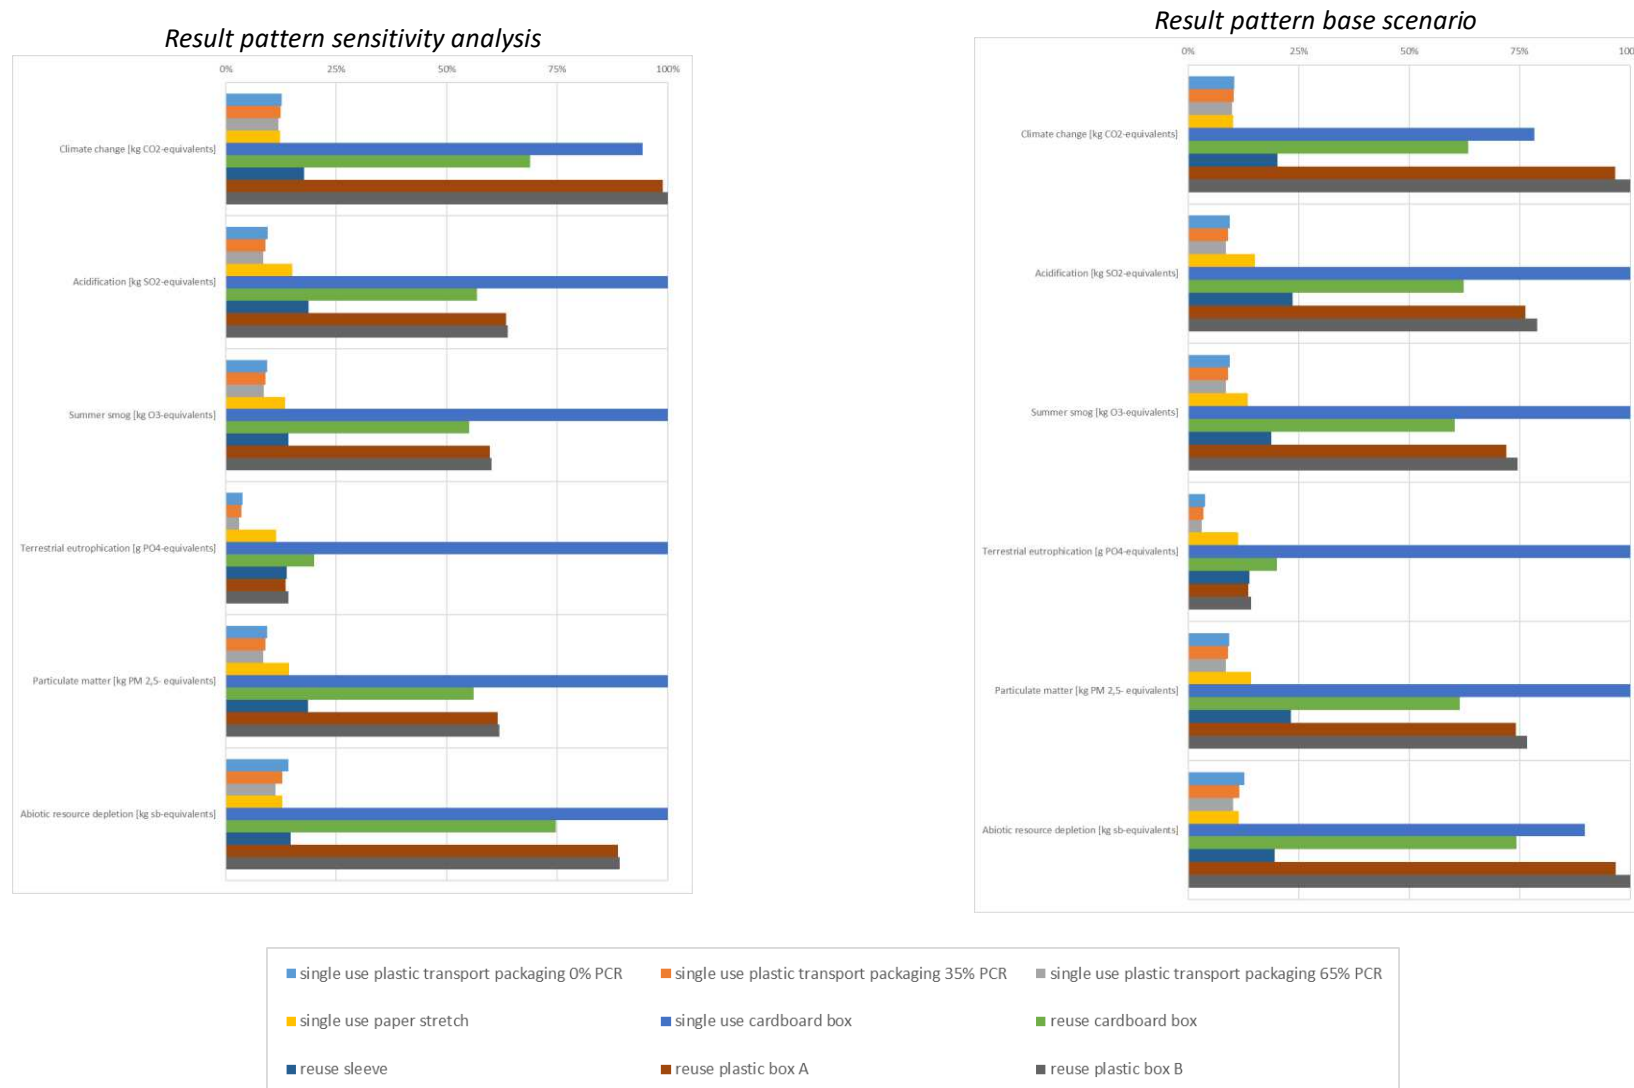 Result pattern sensitivity analysis
0% 25% 50% 75% 100%
Climate change [kg CO2-equivalents]
Acidification [kg SO2-equivalents]
Summer smog [kg O3-equivalents]
Terrestrial eutrophication [g PO4-equivalents]
Particulate matter [kg PM 2,5- equivalents]
Abiotic resource depletion [kg sb-equivalents]
Result pattern base scenario
0% 25% 50% 75% 100
Climate change [kg CO2-equivalents]
Acidification [kg SO2-equivalents]
Summer smog [kg O3-equivalents]
Terrestrial eutrophication [g PO4-equivalents]
Particulate matter [kg PM 2,5- equivalents]
Abiotic resource depletion [kg sb-equivalents]
single use plastic transport packaging 0% PCR single use plastic transport packaging 35% PCR single use plastic transport packaging 65% PCR
single use paper stretch single use cardboard box reuse cardboard box
reuse sleeve reuse plastic box A reuse plastic box B